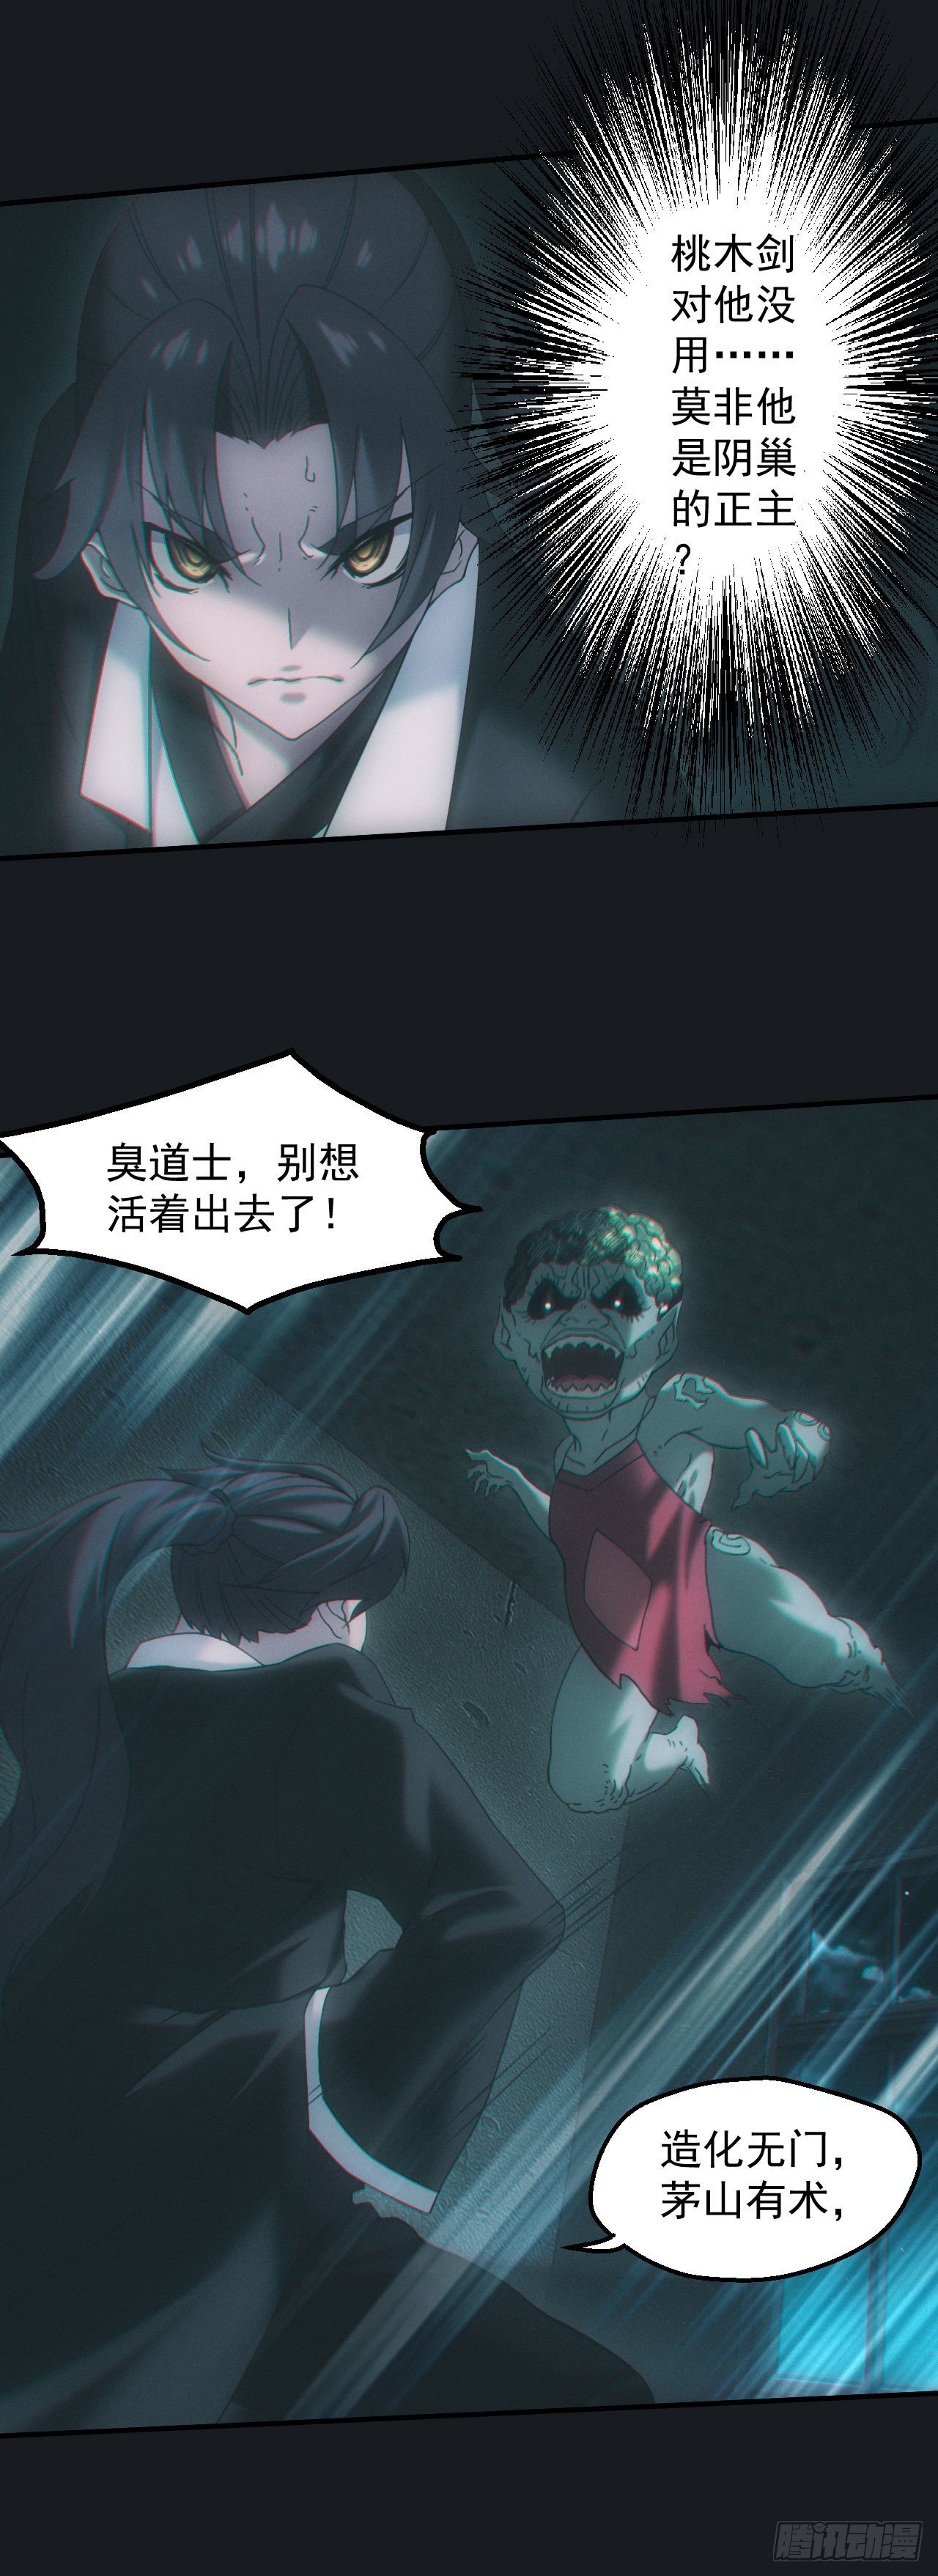 桃木剑
对他没
用……
莫非他
是阴巢
的正主
？
臭道士，别想
活着出去了！
造化无门，
茅山有术，
腾讯动漫